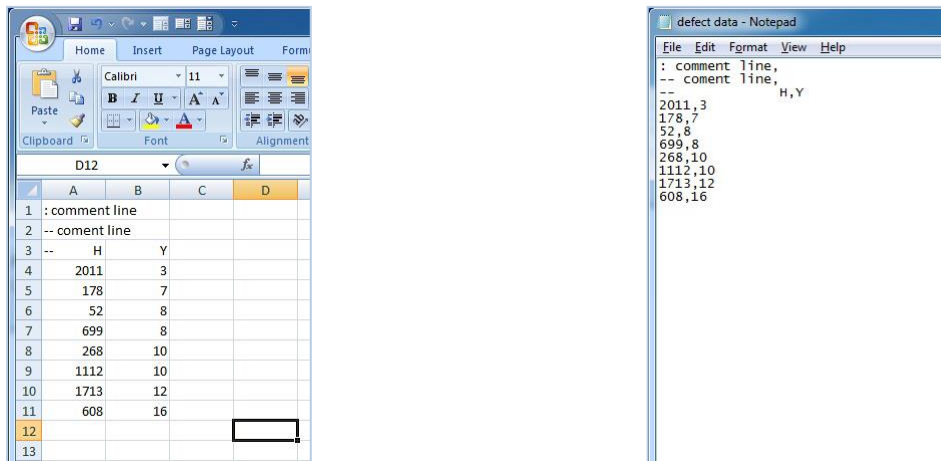 Home Insert Page Layout Form
Calibri 11
B I U A A
Paste
A
Clipboard Font Alignment
D12 fx
A B C D
1 : comment line
2 -- coment line
3 -- H Y
4 2011 3
5 178 7
6 52 8
7 699 8
8 268 10
9 1112 10
10 1713 12
11 608 16
12
13
defect data - Notepad
File Edit Format View Help
: comment line,
-- coment line,
-- H,Y
2011,3
178,7
52,8
699,8
268,10
1112,10
1713,12
608,16